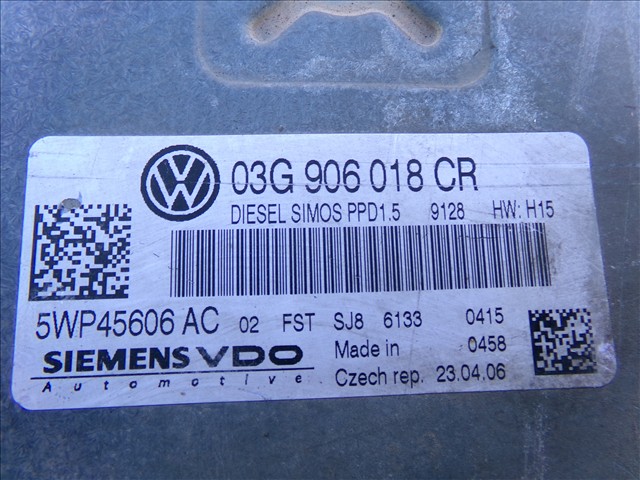 03G 906 018 CR
DIESEL SIMOS PPD1.5 9128 HW: H15
5WP45606 AC 02 FST SJ8 6133 0415
SIEMENS VDO Made in 0458
Automotive Czech rep. 23.04.06